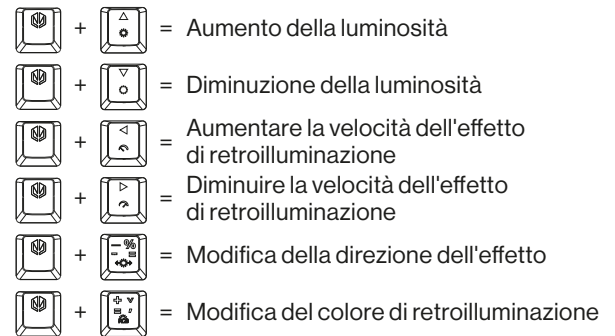 + = Aumento della luminosità
+ = Diminuzione della luminosità
+ = Aumentare la velocità dell'effetto
di retroilluminazione
+ = Diminuire la velocità dell'effetto
di retroilluminazione
+ – % - = = Modifica della direzione dell'effetto
+ + ˇ = , = Modifica del colore di retroilluminazione